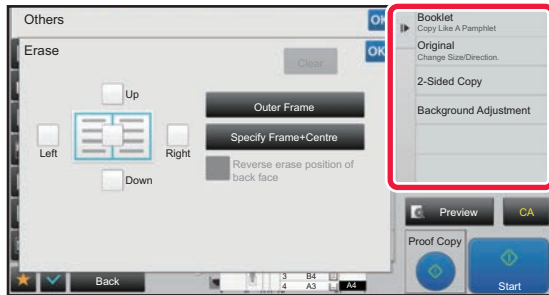 Others
OK
Erase
OK
Clear
Up
Left
Right
Down
Outer Frame
Specify Frame+Centre
Reverse erase position of
back face
Booklet
Copy Like A Pamphlet
Original
Change Size/Direction.
2-Sided Copy
Background Adjustment
Preview
CA
Proof Copy
Start
Back
3 B4
4 A3
A4